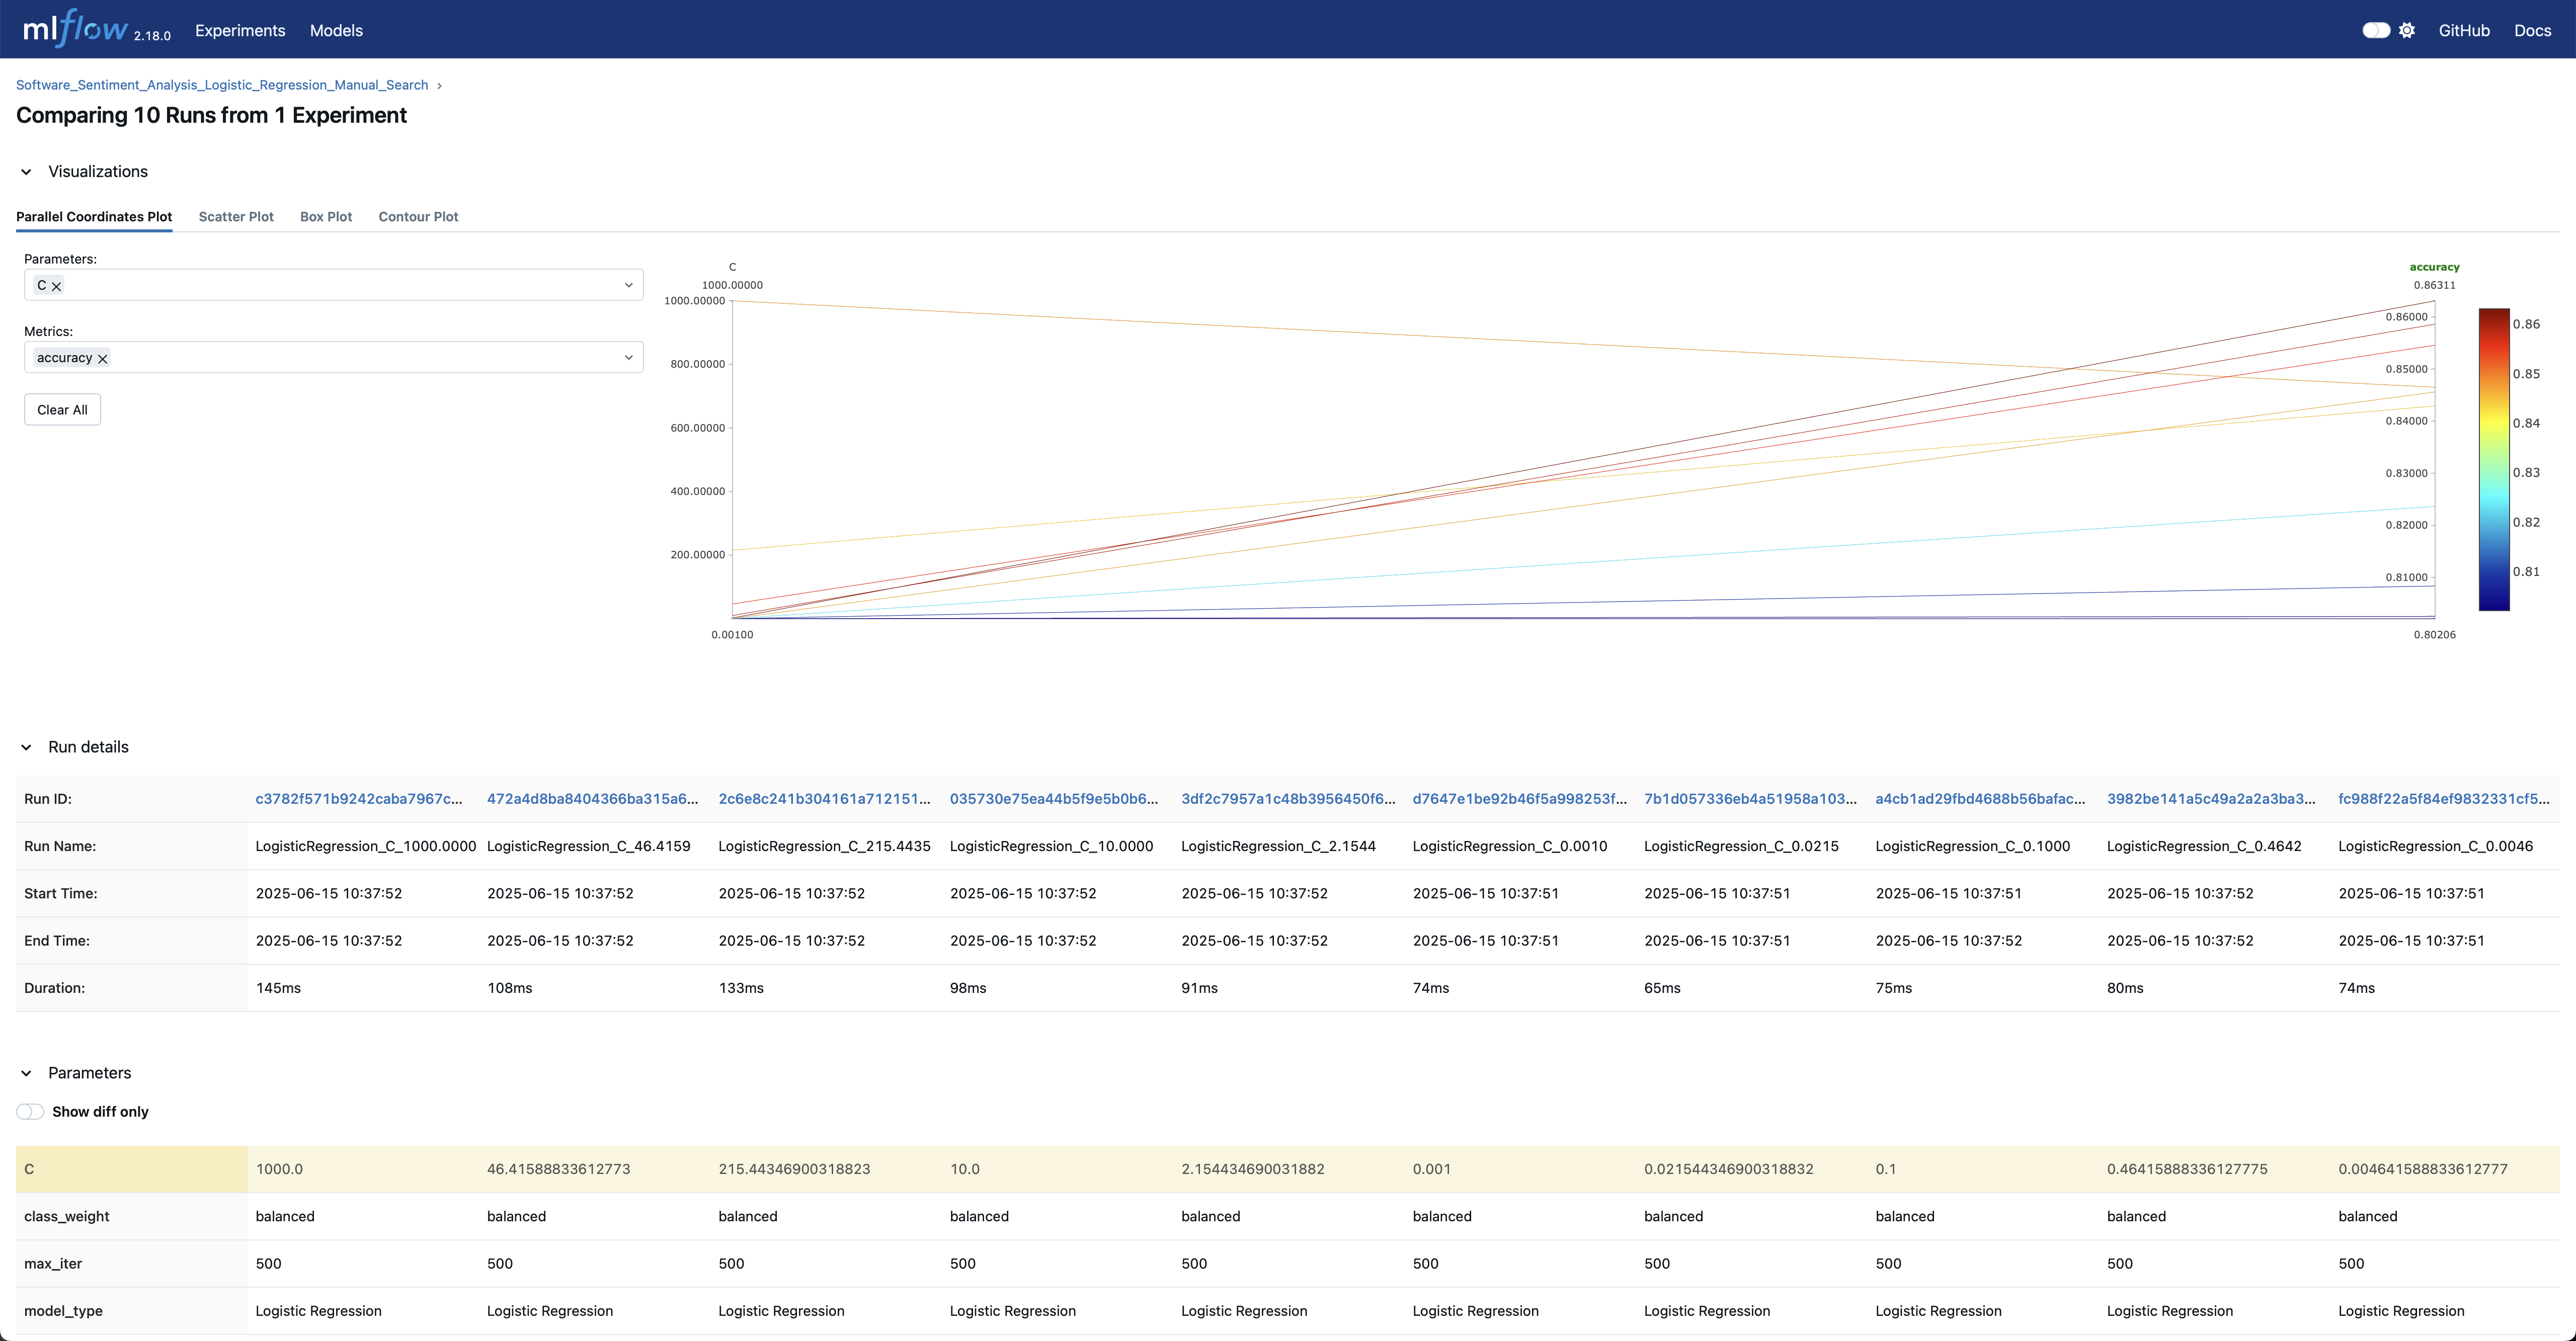 mlflow 2.18.0 Experiments Models GitHub Docs
Software_Sentiment_Analysis_Logistic_Regression_Manual_Search ›
Comparing 10 Runs from 1 Experiment
Visualizations
Parallel Coordinates Plot Scatter Plot Box Plot Contour Plot
Parameters:
C
Metrics:
accuracy
Clear All
C
1000.00000
1000.00000
800.00000
600.00000
400.00000
200.00000
0.00100
accuracy
0.86311
0.86000
0.85000
0.84000
0.83000
0.82000
0.81000
0.80206
0.86
0.85
0.84
0.83
0.82
0.81
Run details
Run ID: c3782f571b9242caba7967c... 472a4d8ba8404366ba315a6... 2c6e8c241b304161a712151... 035730e75ea44b5f9e5b0b6... 3df2c7957a1c48b3956450f6... d7647e1be92b46f5a998253f... 7b1d057336eb4a51958a103... a4cb1ad29fbd4688b56bafac... 3982be141a5c49a2a2a3ba3... fc988f22a5f84ef9832331cf5...
Run Name: LogisticRegression_C_1000.0000 LogisticRegression_C_46.4159 LogisticRegression_C_215.4435 LogisticRegression_C_10.0000 LogisticRegression_C_2.1544 LogisticRegression_C_0.0010 LogisticRegression_C_0.0215 LogisticRegression_C_0.1000 LogisticRegression_C_0.4642 LogisticRegression_C_0.0046
Start Time: 2025-06-15 10:37:52 2025-06-15 10:37:52 2025-06-15 10:37:52 2025-06-15 10:37:52 2025-06-15 10:37:52 2025-06-15 10:37:51 2025-06-15 10:37:51 2025-06-15 10:37:51 2025-06-15 10:37:52 2025-06-15 10:37:51
End Time: 2025-06-15 10:37:52 2025-06-15 10:37:52 2025-06-15 10:37:52 2025-06-15 10:37:52 2025-06-15 10:37:52 2025-06-15 10:37:51 2025-06-15 10:37:51 2025-06-15 10:37:52 2025-06-15 10:37:52 2025-06-15 10:37:51
Duration: 145ms 108ms 133ms 98ms 91ms 74ms 65ms 75ms 80ms 74ms
Parameters
Show diff only
C 1000.0 46.41588833612773 215.44346900318823 10.0 2.154434690031882 0.001 0.021544346900318832 0.1 0.46415888336127775 0.004641588833612777
class_weight balanced balanced balanced balanced balanced balanced balanced balanced balanced balanced
max_iter 500 500 500 500 500 500 500 500 500 500
model_type Logistic Regression Logistic Regression Logistic Regression Logistic Regression Logistic Regression Logistic Regression Logistic Regression Logistic Regression Logistic Regression Logistic Regression